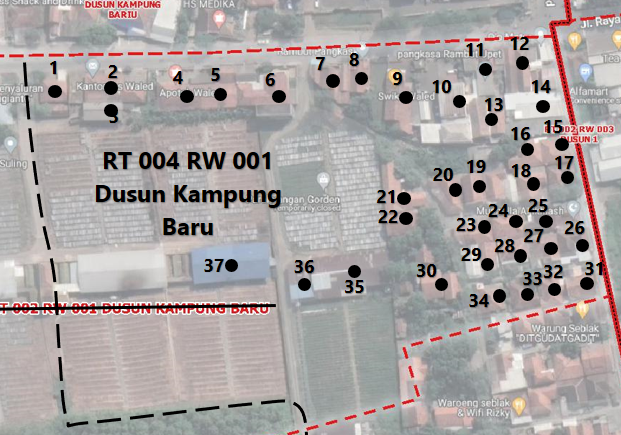 DUSUN KAMPUNG
BARIU
HS MEDIKA
Jl. Raya
pangkasa Rambut Upet
11
12
1
2
4
5
6
7
8
9
10
3
13
14
Alfamart
15
002 RW 003
DUSUN 1
16
17
18
19
20
RT 004 RW 001
Dusun Kampung
Baru
21
22
23
24
25
26
27
28
29
30
31
32
33
34
35
36
37
RT 002 RW 001 DUSUN KAMPUNG BARU
Warung Seblak
"DITGUDATGADIT"
Waroeng seblak
& Wifi Rizky